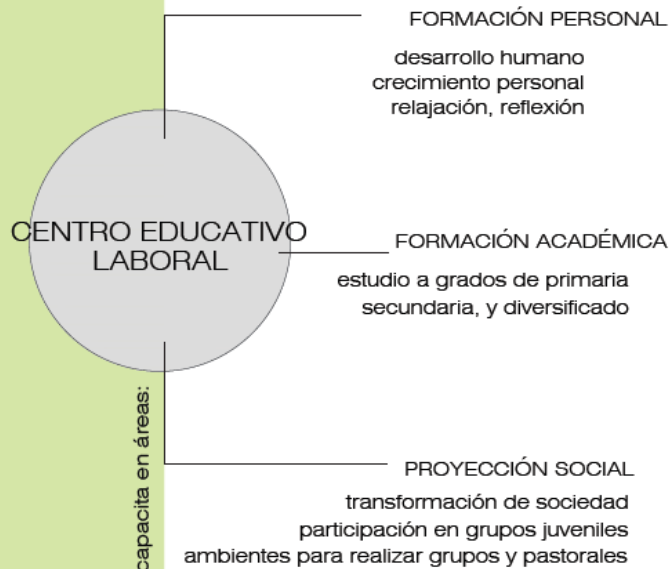 FORMACIÓN PERSONAL
desarrollo humano
crecimiento personal
relajación, reflexión
CENTRO EDUCATIVO
LABORAL
FORMACIÓN ACADÉMICA
estudio a grados de primaria
secundaria, y diversificado
capacita en áreas:
PROYECCIÓN SOCIAL
transformación de sociedad
participación en grupos juveniles
ambientes para realizar grupos y pastorales